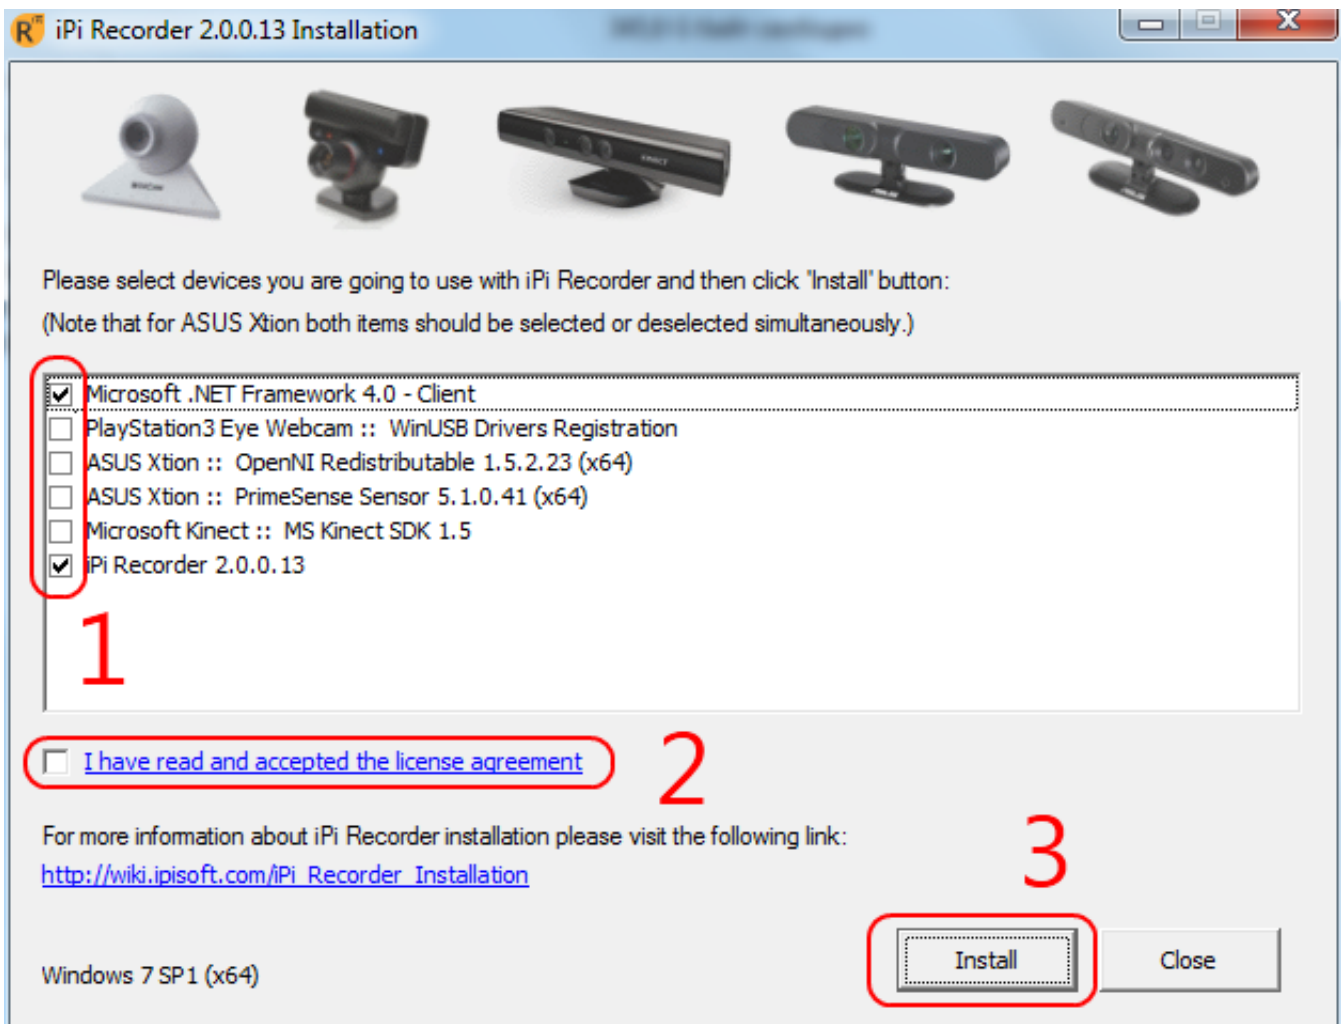 iPi Recorder 2.0.0.13 Installation
KINECT
Please select devices you are going to use with iPi Recorder and then click 'Install' button:
(Note that for ASUS Xtion both items should be selected or deselected simultaneously.)
Microsoft .NET Framework 4.0 - Client
PlayStation3 Eye Webcam :: WinUSB Drivers Registration
ASUS Xtion :: OpenNI Redistributable 1.5.2.23 (x64)
ASUS Xtion :: PrimeSense Sensor 5.1.0.41 (x64)
Microsoft Kinect :: MS Kinect SDK 1.5
iPi Recorder 2.0.0.13
1
I have read and accepted the license agreement
2
For more information about iPi Recorder installation please visit the following link:
http://wiki.ipisoft.com/iPi_Recorder_Installation
3
Install
Close
Windows 7 SP1 (x64)